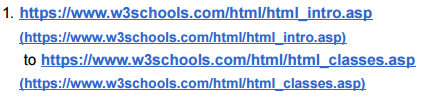 1. https://www.w3schools.com/html/html_intro.asp
(https://www.w3schools.com/html/html_intro.asp)
to https://www.w3schools.com/html/html_classes.asp
(https://www.w3schools.com/html/html_classes.asp)